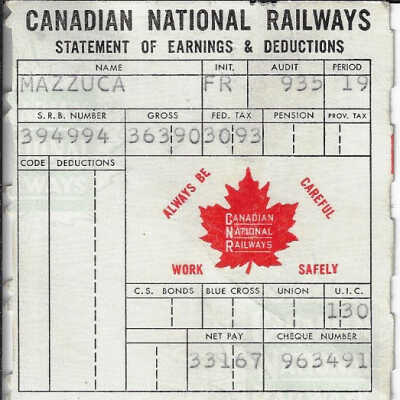 CANADIAN NATIONAL RAILWAYS
STATEMENT OF EARNINGS & DEDUCTIONS
NAME INIT. AUDIT PERIOD
MAZZUCA FR 935 19
S.R.B. NUMBER GROSS FED. TAX PENSION PROV. TAX
394994 36390 3093
CODE DEDUCTIONS
ALWAYS BE CAREFUL
CANADIAN
NATIONAL
RAILWAYS
WORK SAFELY
C.S. BONDS BLUE CROSS UNION U.I.C.
130
NET PAY CHEQUE NUMBER
33167 963491